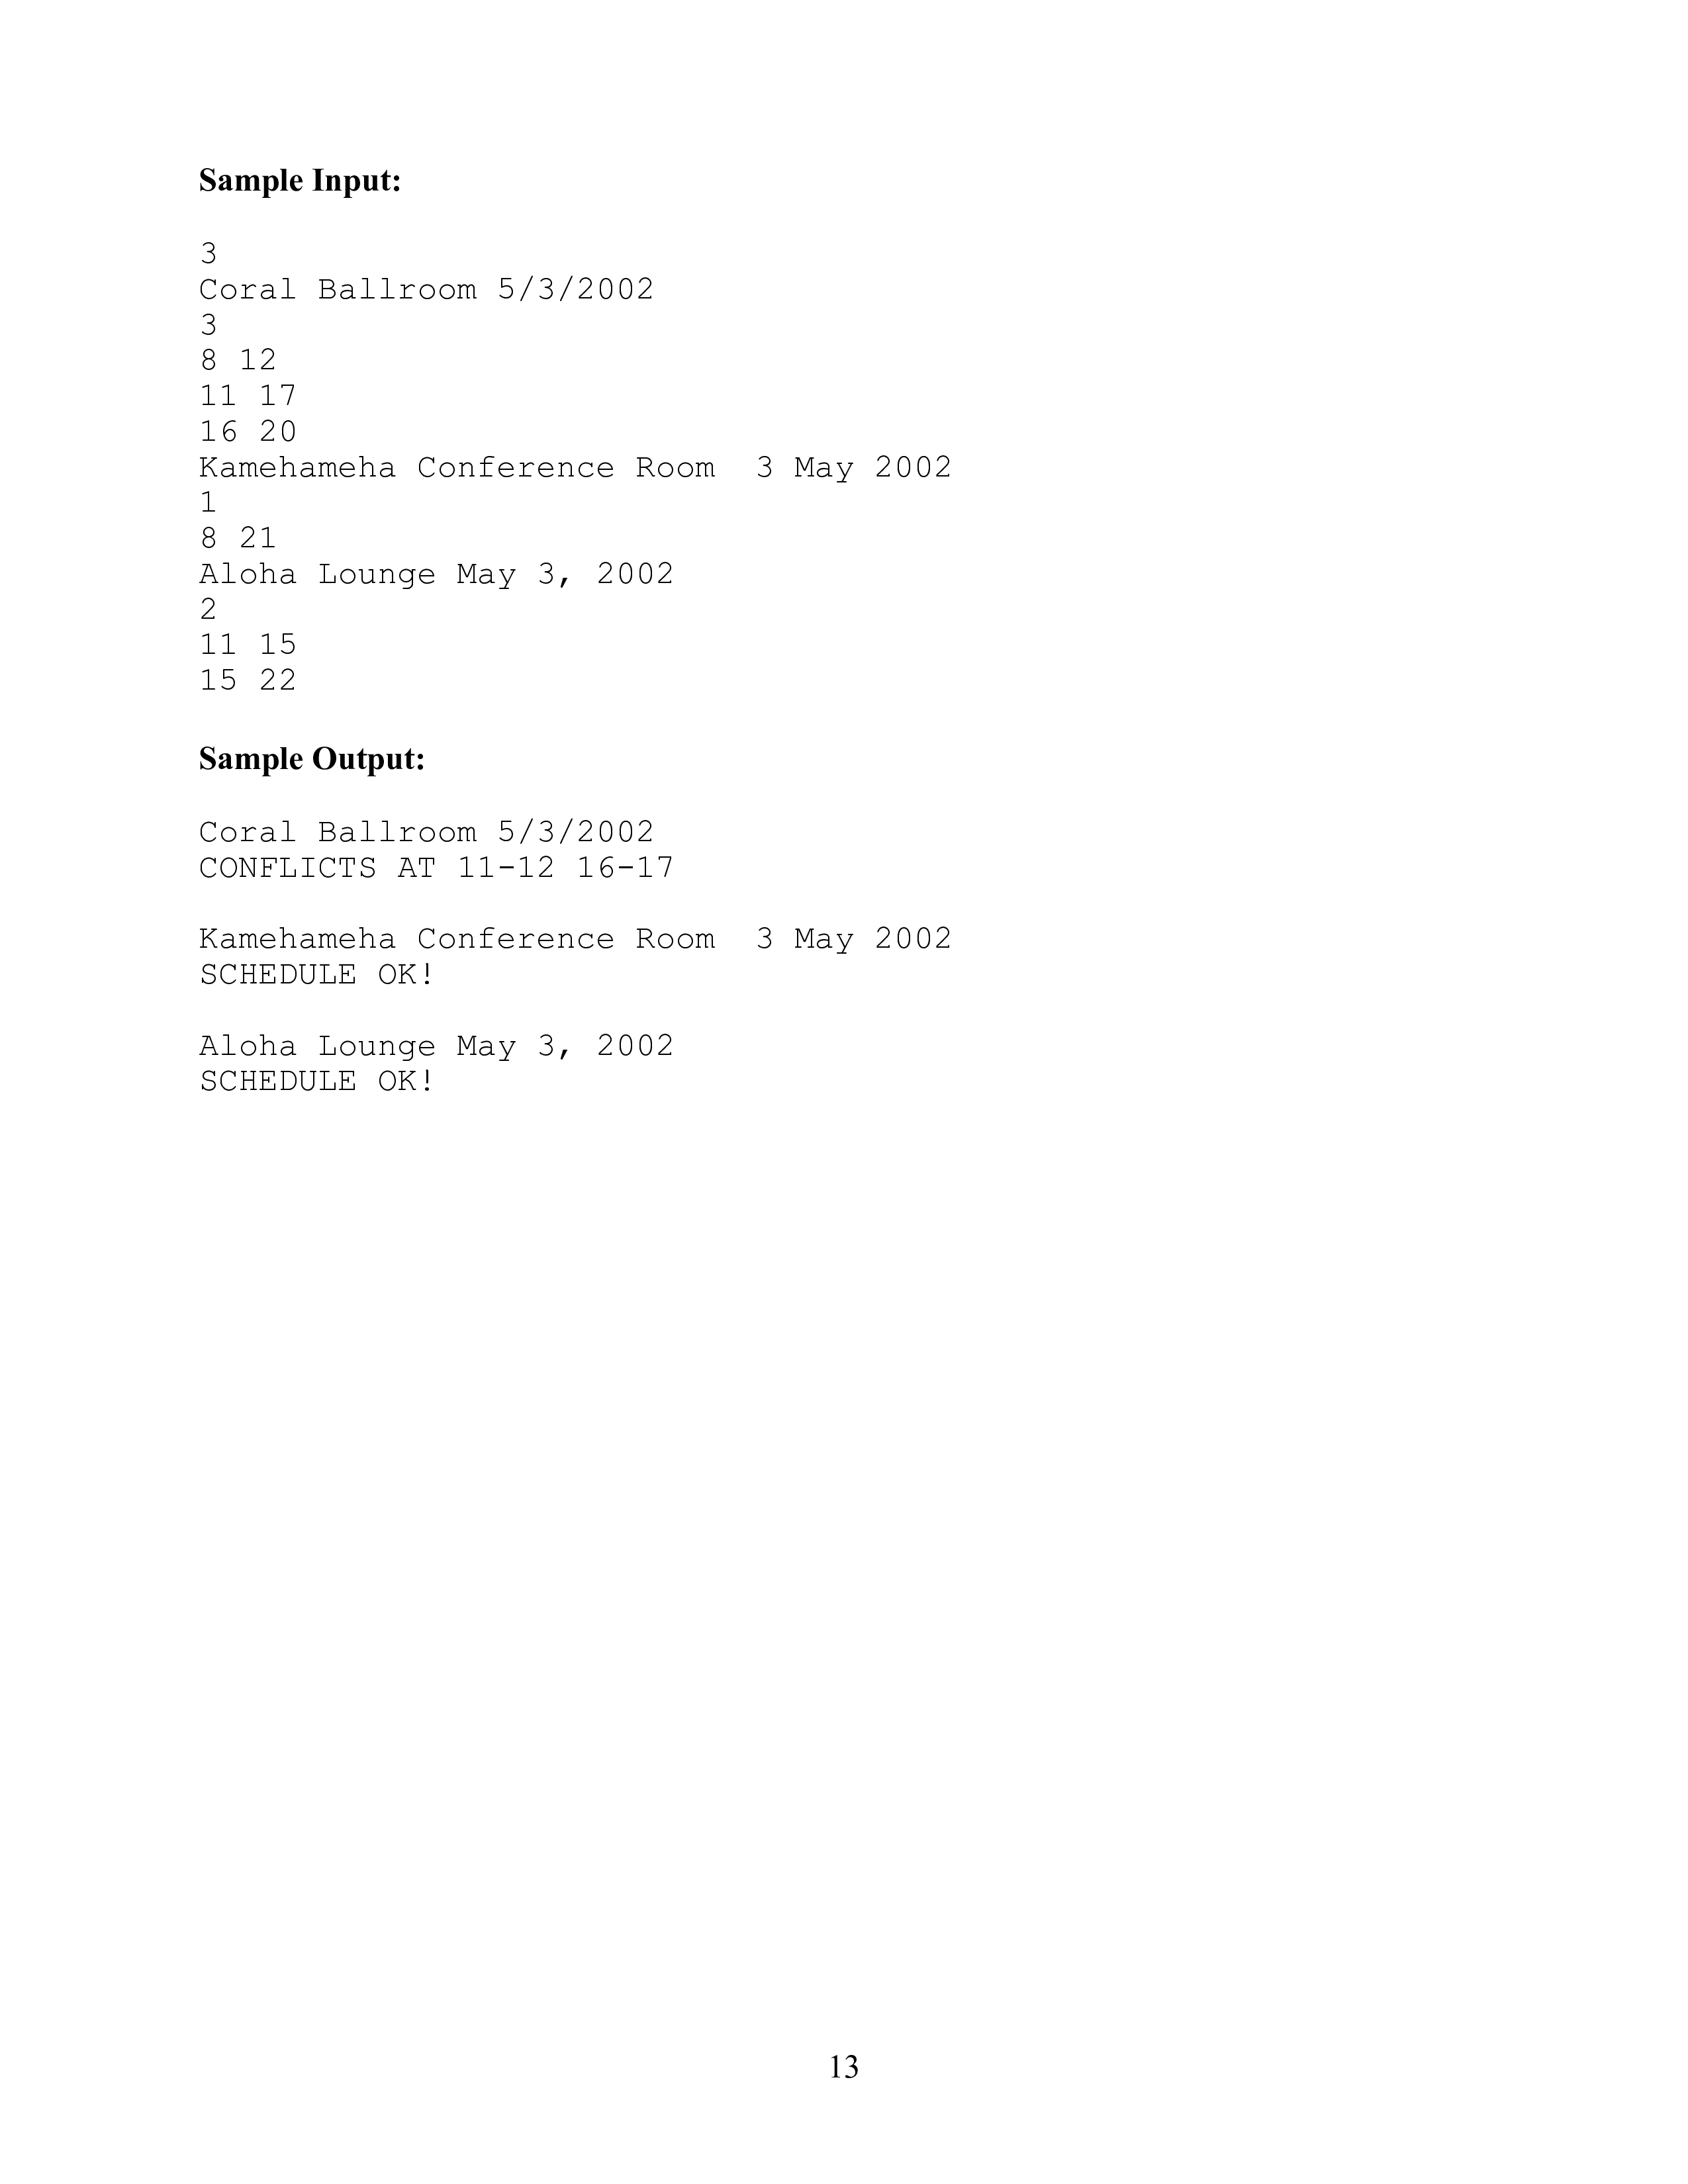 Sample Input:
3
Coral Ballroom 5/3/2002
3
8 12
11 17
16 20
Kamehameha Conference Room  3 May 2002
1
8 21
Aloha Lounge May 3, 2002
2
11 15
15 22
Sample Output:
Coral Ballroom 5/3/2002
CONFLICTS AT 11-12 16-17
Kamehameha Conference Room  3 May 2002
SCHEDULE OK!
Aloha Lounge May 3, 2002
SCHEDULE OK!
13